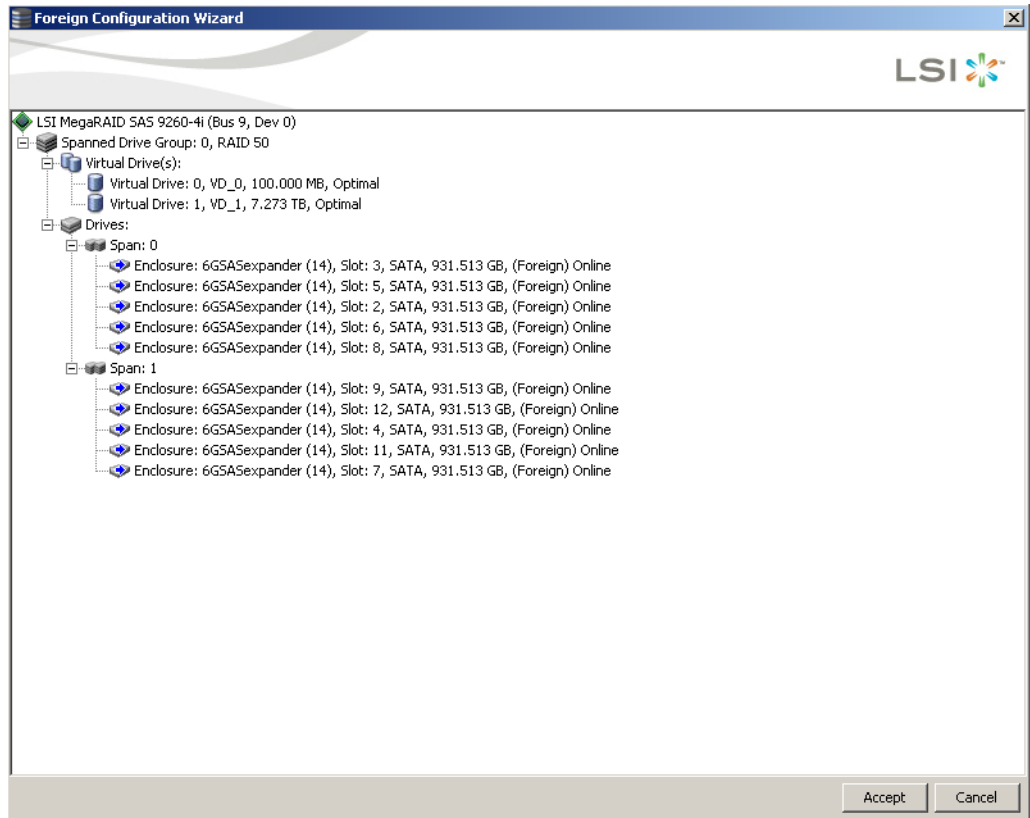 Foreign Configuration Wizard
LSI
LSI MegaRAID SAS 9260-4i (Bus 9, Dev 0)
Spanned Drive Group: 0, RAID 50
Virtual Drive(s):
Virtual Drive: 0, VD_0, 100.000 MB, Optimal
Virtual Drive: 1, VD_1, 7.273 TB, Optimal
Drives:
Span: 0
Enclosure: 6GSASexpander (14), Slot: 3, SATA, 931.513 GB, (Foreign) Online
Enclosure: 6GSASexpander (14), Slot: 5, SATA, 931.513 GB, (Foreign) Online
Enclosure: 6GSASexpander (14), Slot: 2, SATA, 931.513 GB, (Foreign) Online
Enclosure: 6GSASexpander (14), Slot: 6, SATA, 931.513 GB, (Foreign) Online
Enclosure: 6GSASexpander (14), Slot: 8, SATA, 931.513 GB, (Foreign) Online
Span: 1
Enclosure: 6GSASexpander (14), Slot: 9, SATA, 931.513 GB, (Foreign) Online
Enclosure: 6GSASexpander (14), Slot: 12, SATA, 931.513 GB, (Foreign) Online
Enclosure: 6GSASexpander (14), Slot: 4, SATA, 931.513 GB, (Foreign) Online
Enclosure: 6GSASexpander (14), Slot: 11, SATA, 931.513 GB, (Foreign) Online
Enclosure: 6GSASexpander (14), Slot: 7, SATA, 931.513 GB, (Foreign) Online
Accept Cancel